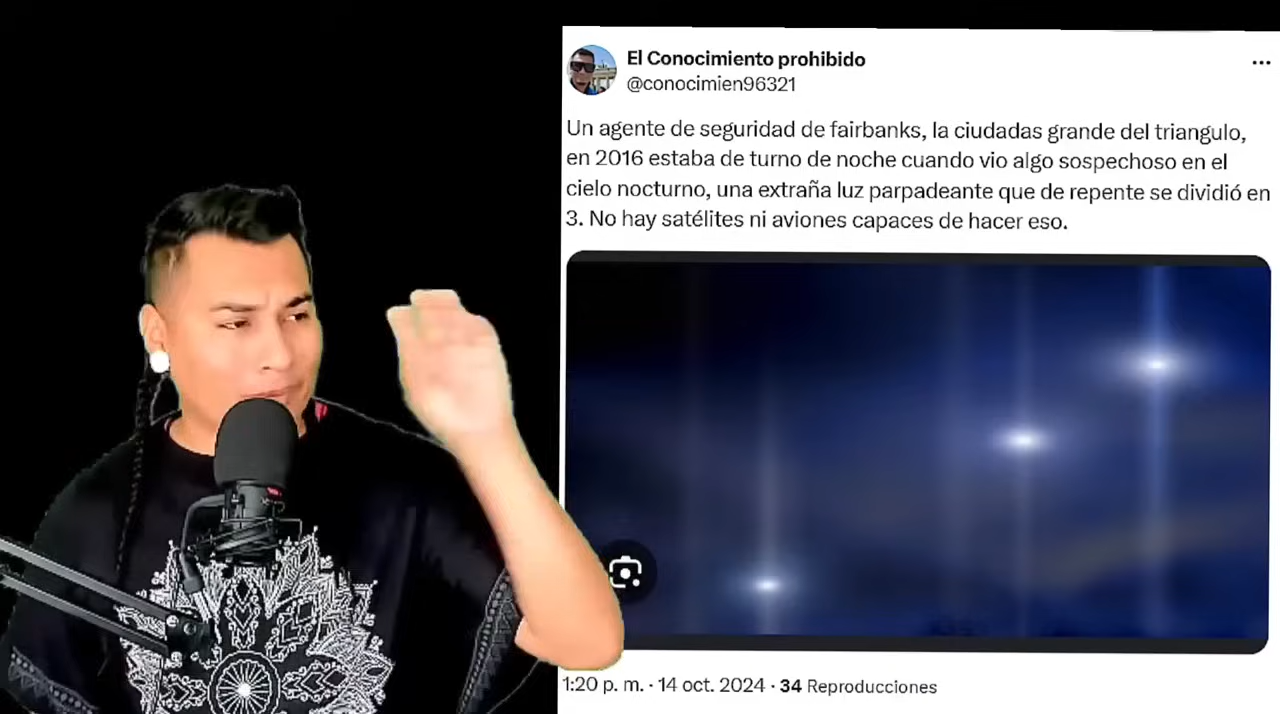 El Conocimiento prohibido
@conocimien96321
Un agente de seguridad de fairbanks, la ciudadas grande del triangulo,
en 2016 estaba de turno de noche cuando vio algo sospechoso en el
cielo nocturno, una extraña luz parpadeante que de repente se dividió en
3. No hay satélites ni aviones capaces de hacer eso.
1:20 p. m. · 14 oct. 2024 · 34 Reproducciones